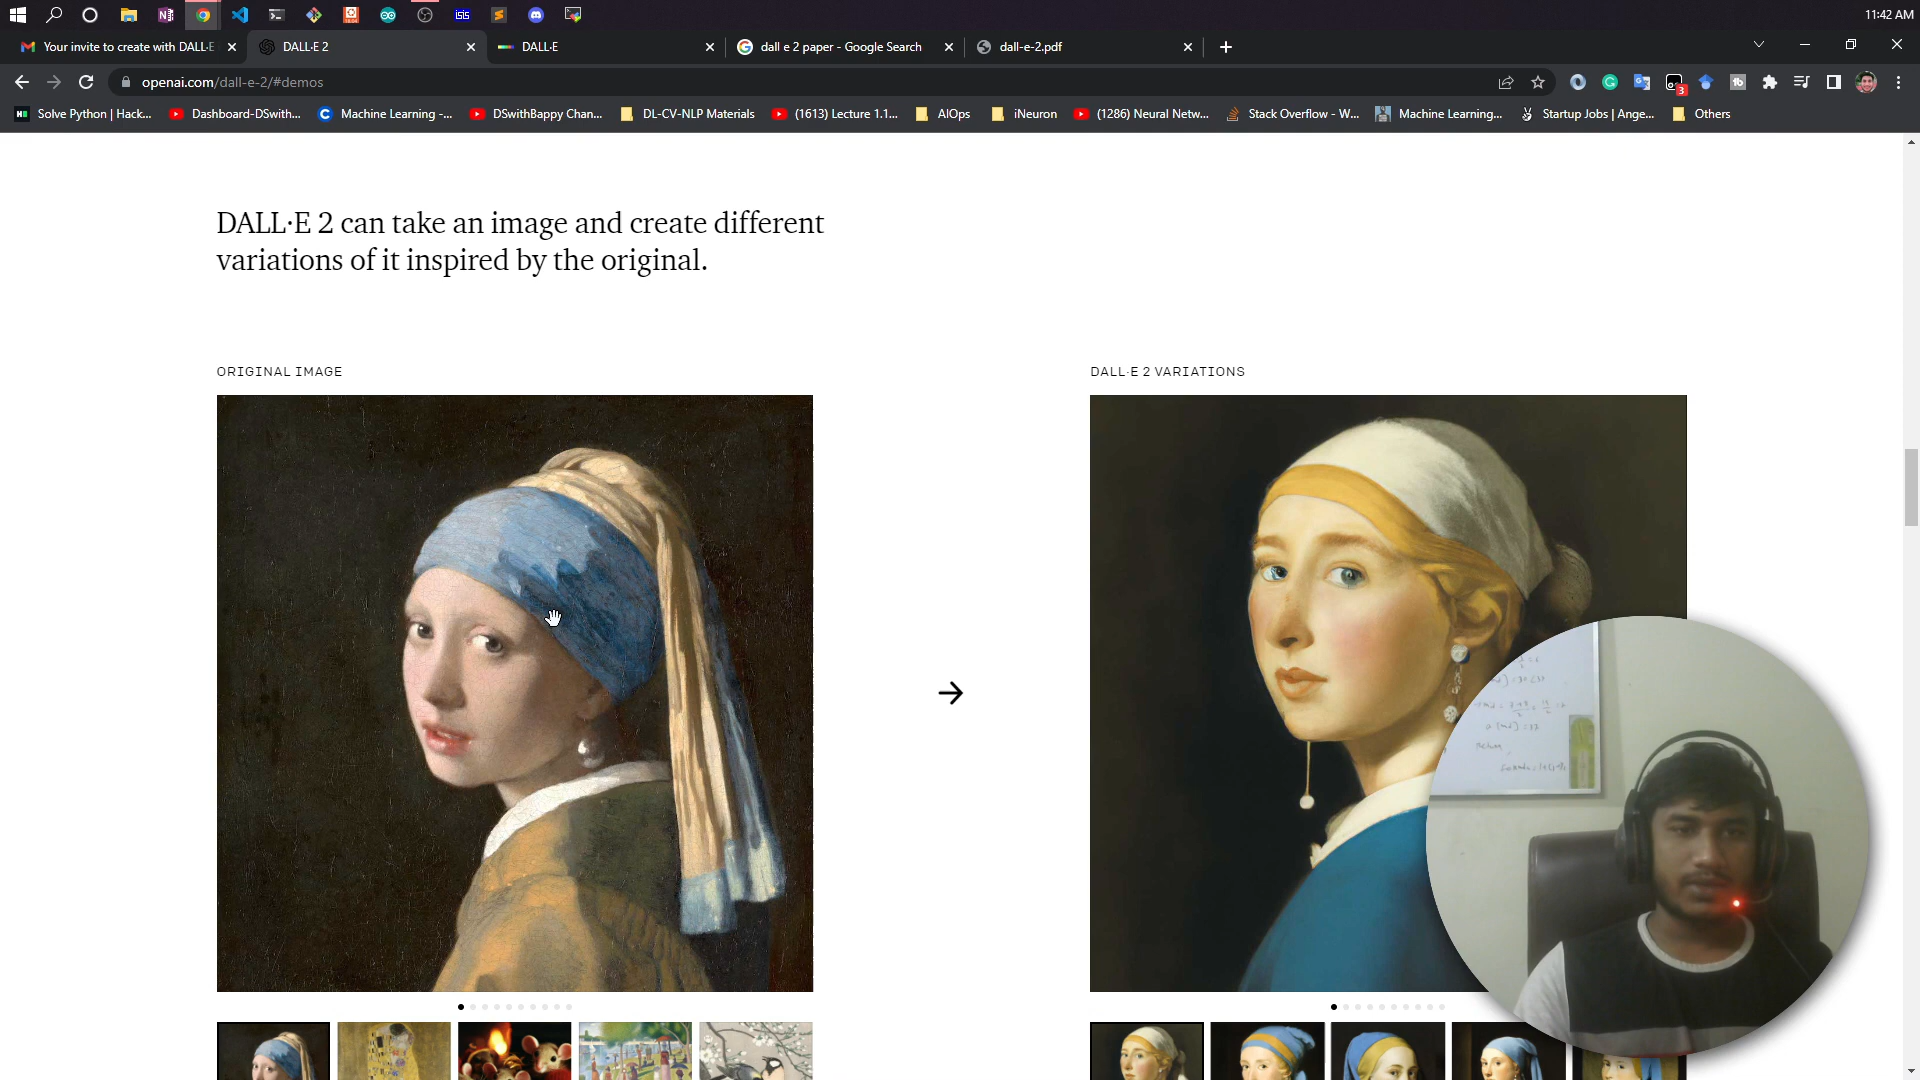 11:42 AM
Your invite to create with DALL·E
DALL·E 2
DALL·E
dall e 2 paper - Google Search
dall-e-2.pdf
openai.com/dall-e-2/#demos
3
Solve Python | Hack...
Dashboard-DSwith...
Machine Learning -...
DSwithBappy Chan...
DL-CV-NLP Materials
(1613) Lecture 1.1...
AIOps
iNeuron
(1286) Neural Netw...
Stack Overflow - W...
Machine Learning...
Startup Jobs | Ange...
Others
DALL·E 2 can take an image and create different
variations of it inspired by the original.
ORIGINAL IMAGE
DALL·E 2 VARIATIONS